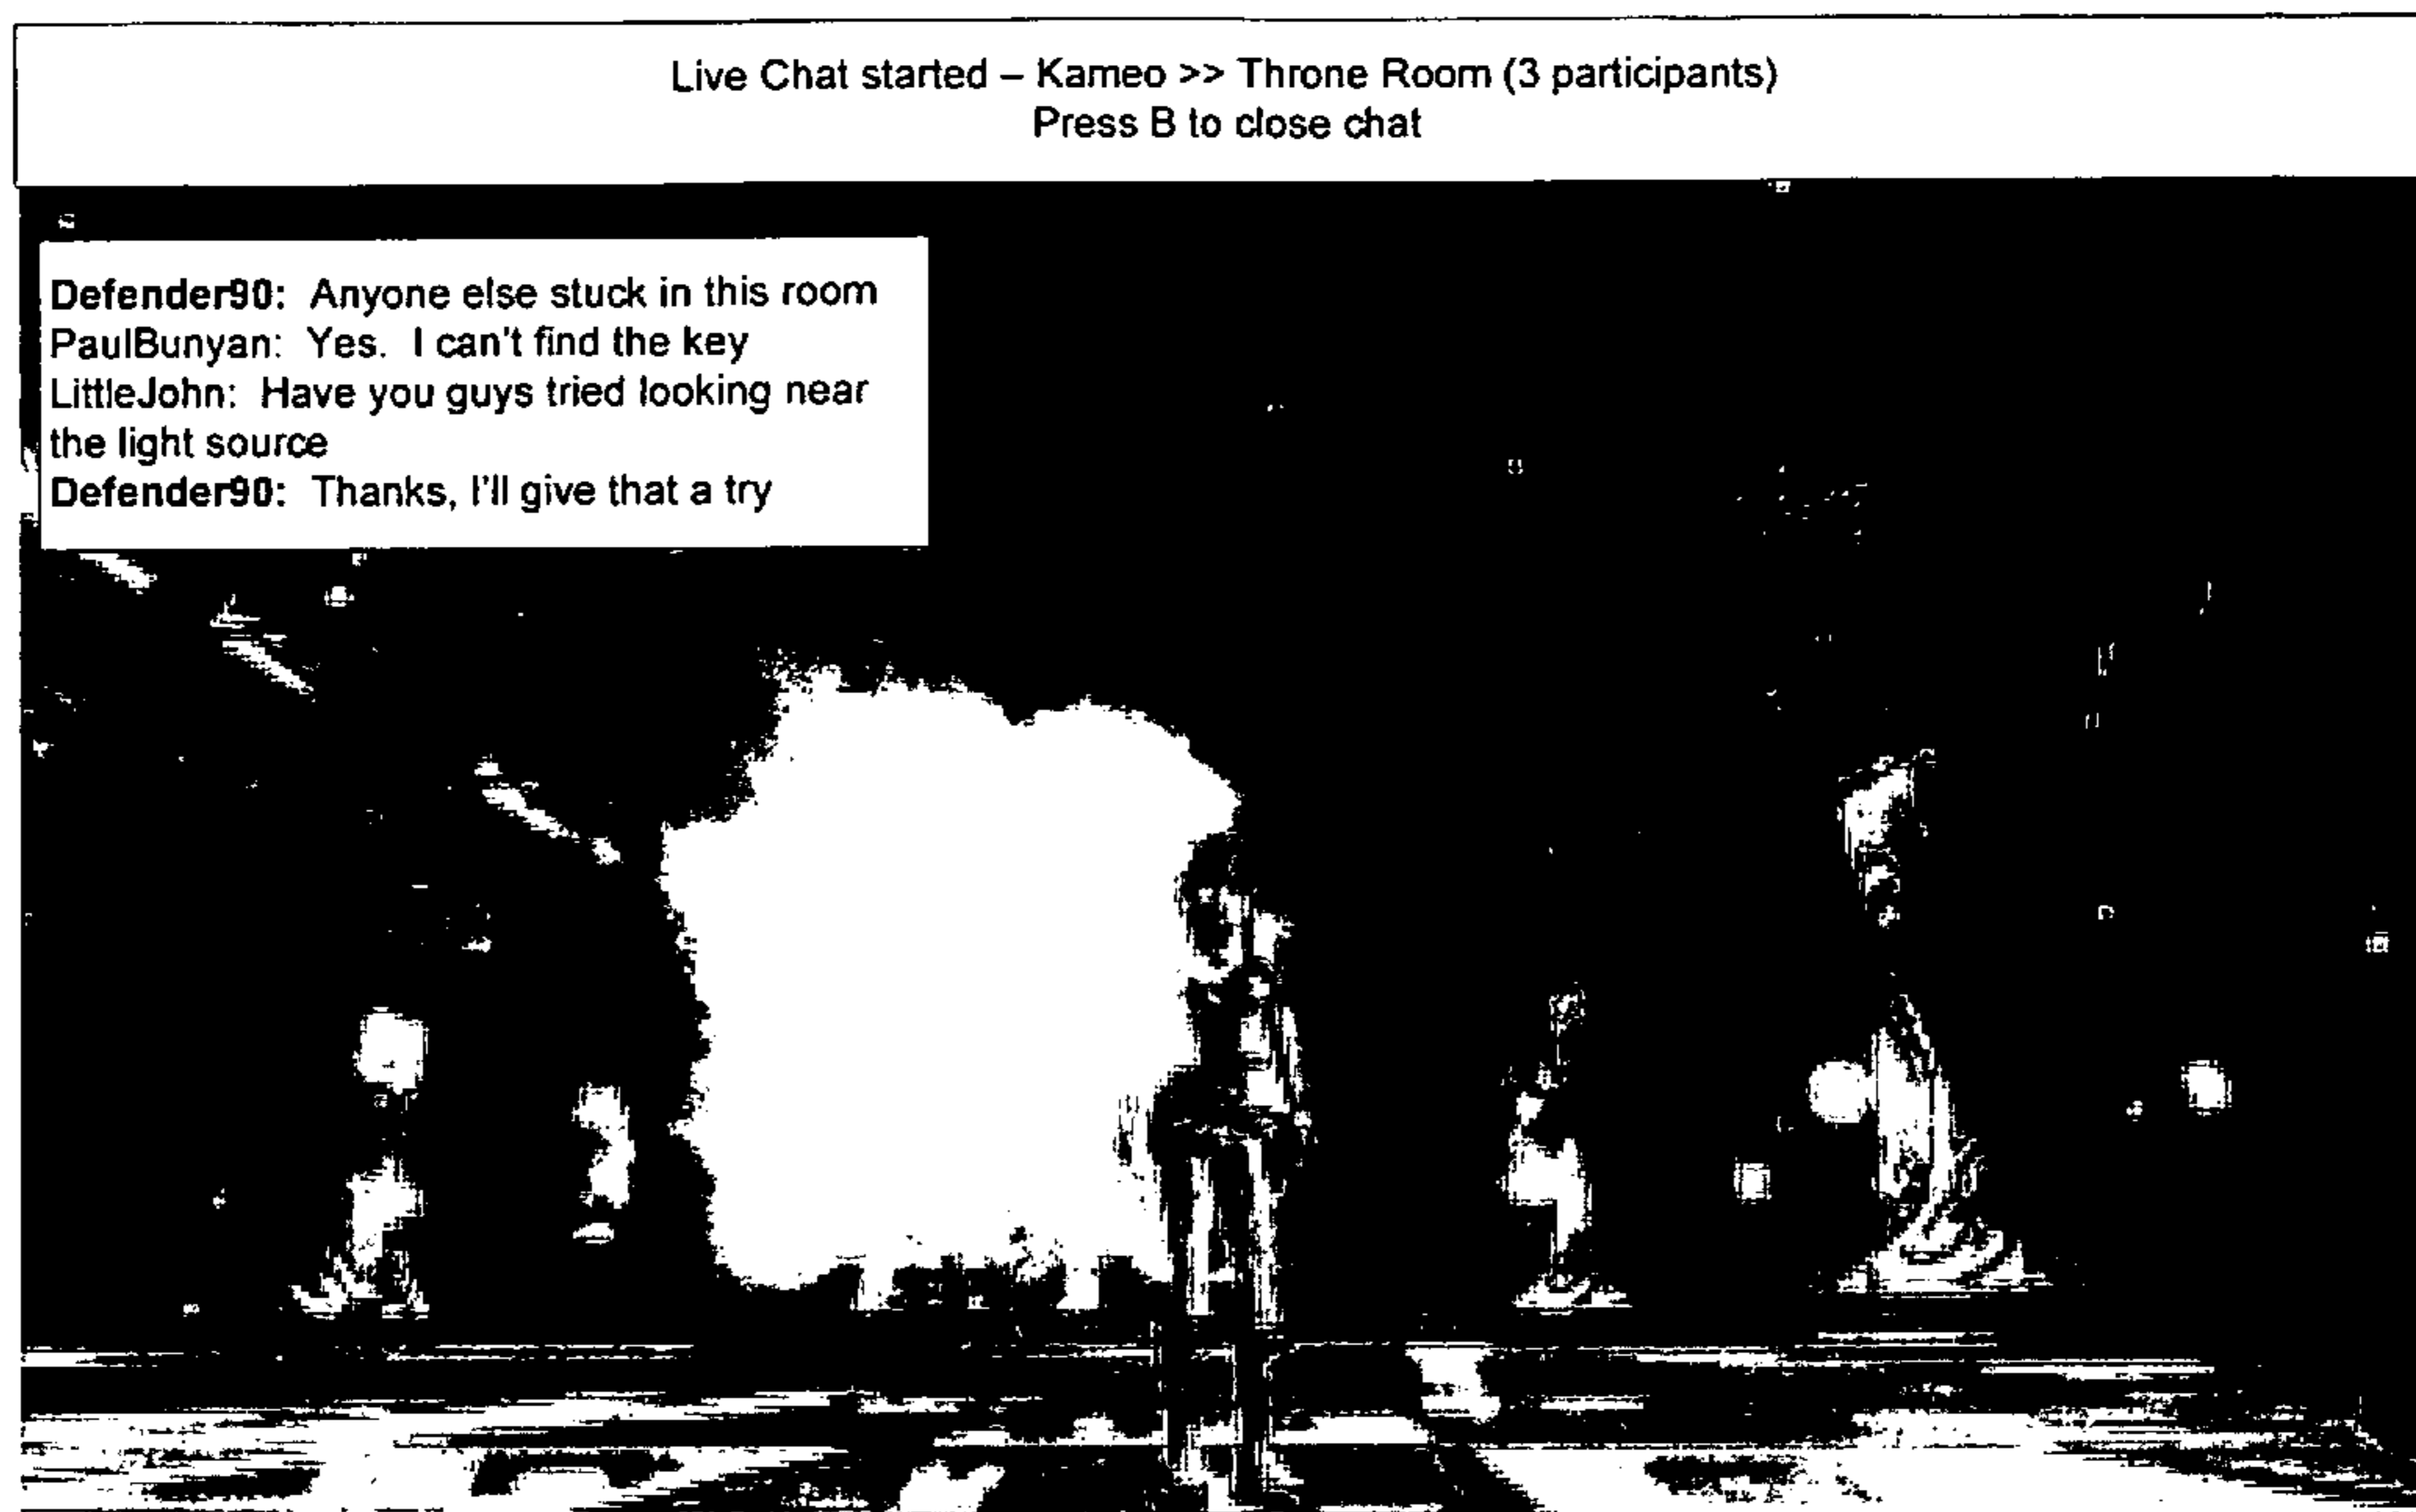 Live Chat started – Kameo >> Throne Room (3 participants)
Press B to close chat
Defender90: Anyone else stuck in this room
PaulBunyan: Yes. I can't find the key
LittleJohn: Have you guys tried looking near
the light source
Defender90: Thanks, I'll give that a try